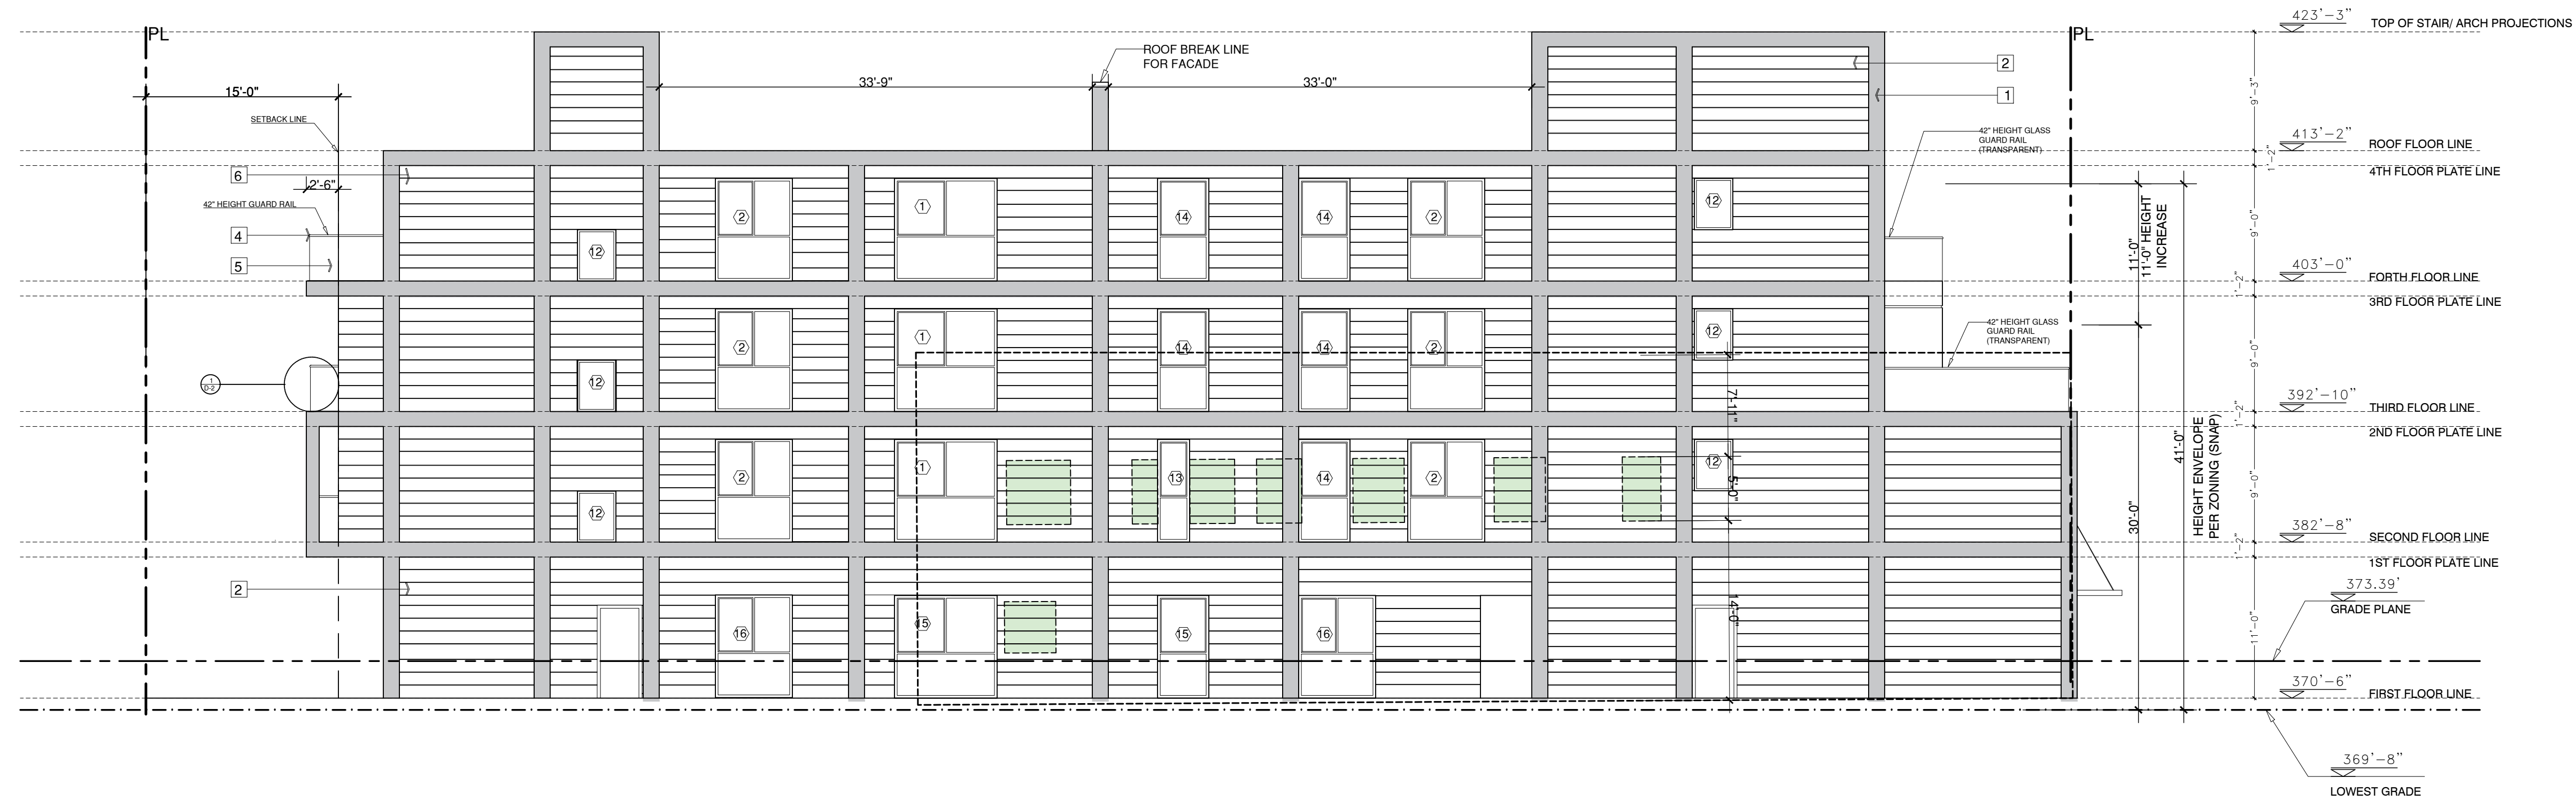 423'-3"
TOP OF STAIR/ ARCH PROJECTIONS
PL
PL
ROOF BREAK LINE
FOR FACADE
2
33'-9"
33'-0"
15'-0"
1
9'-3"
SETBACK LINE
42" HEIGHT GLASS
GUARD RAIL
(TRANSPARENT)
413'-2"
ROOF FLOOR LINE
1'-2"
4TH FLOOR PLATE LINE
6
2'-6"
42" HEIGHT GUARD RAIL
2
1
14
14
2
12
4
12
5
11'-0"
11'-0" HEIGHT
INCREASE
9'-0"
403'-0"
FORTH FLOOR LINE
1'-2"
3RD FLOOR PLATE LINE
42" HEIGHT GLASS
GUARD RAIL
(TRANSPARENT)
2
1
14
14
2
12
9'-0"
1
D-2
12
7'-11"
392'-10"
THIRD FLOOR LINE
1'-2"
2ND FLOOR PLATE LINE
41'-0"
HEIGHT ENVELOPE
PER ZONING (SNAP)
2
1
13
14
2
12
5'-0"
9'-0"
12
30'-0"
382'-8"
SECOND FLOOR LINE
1'-2"
1ST FLOOR PLATE LINE
2
373.39'
GRADE PLANE
14'-0"
16
15
15
16
11'-0"
370'-6"
FIRST FLOOR LINE
369'-8"
LOWEST GRADE